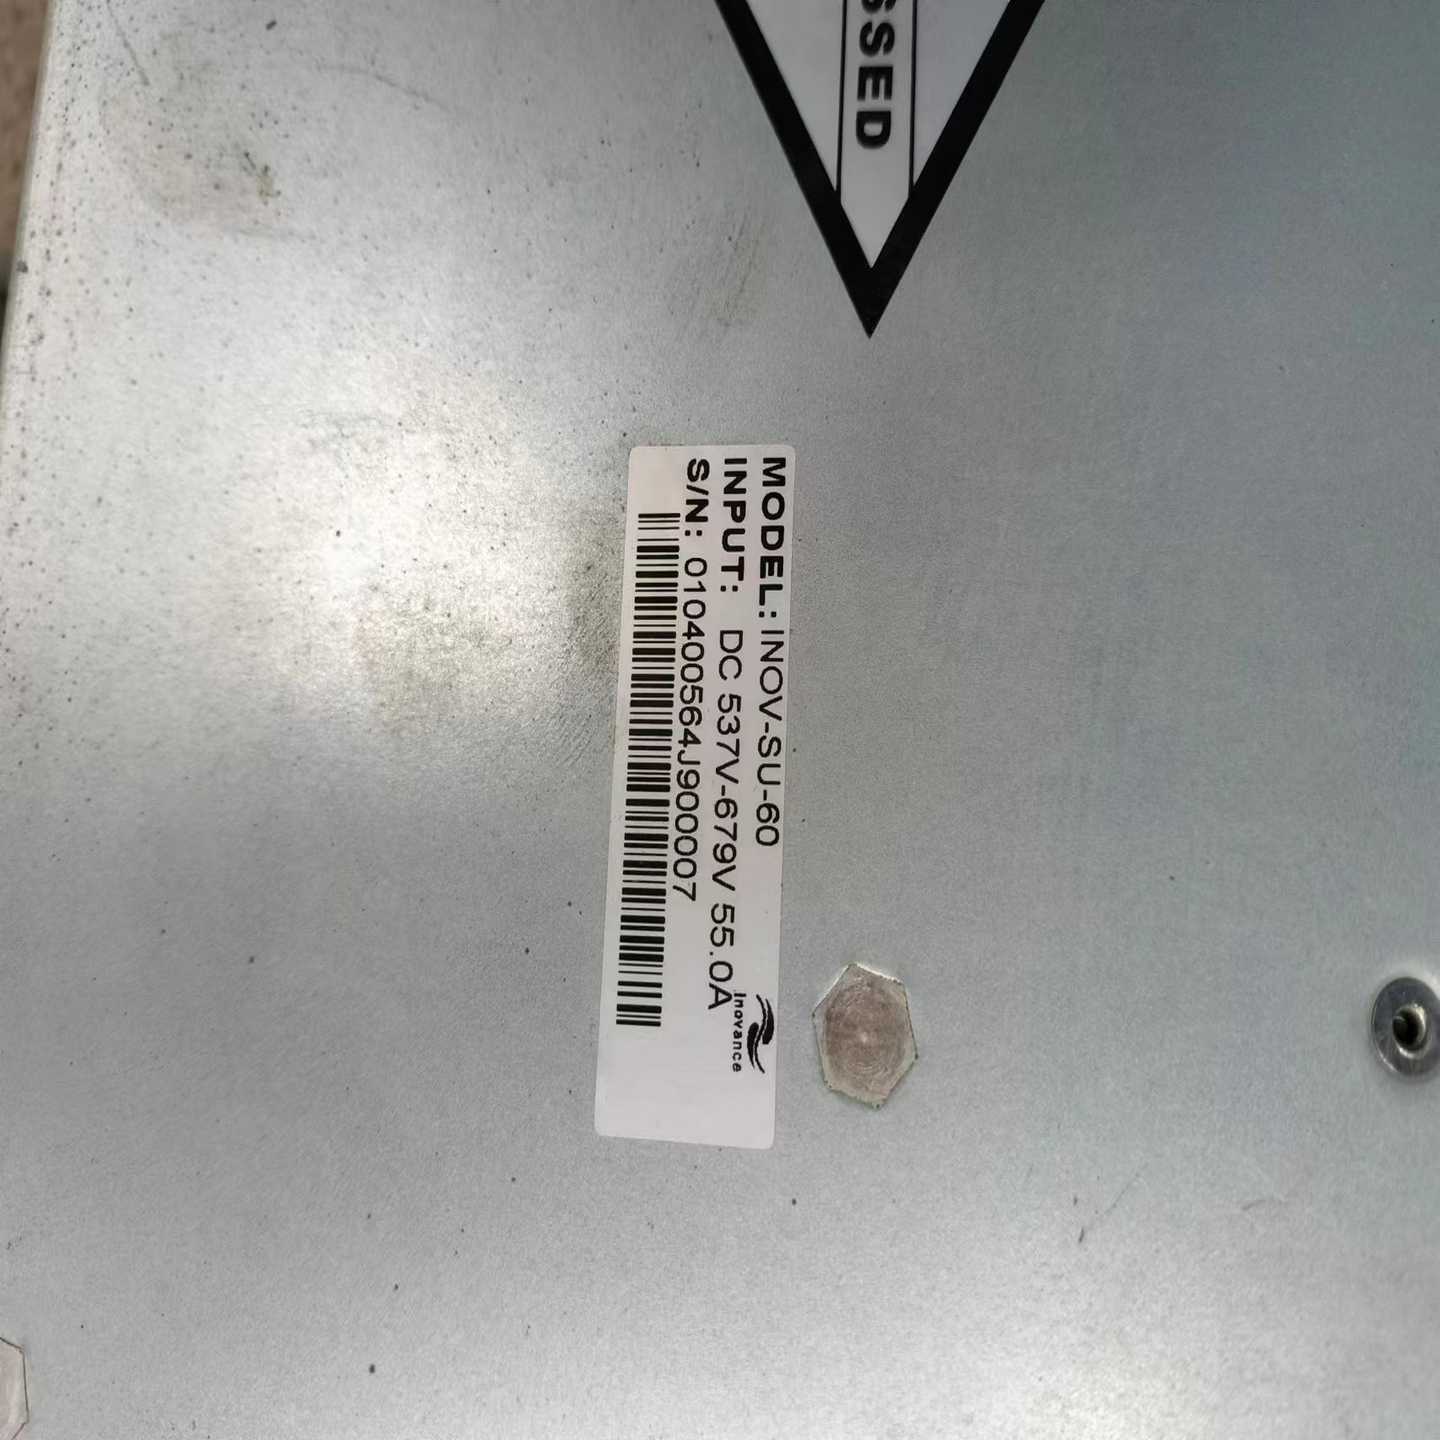 SSED
MODEL: INOV-SU-60
INPUT: DC 537V-679V 55.0A
S/N: 010400564J900007
Inovance